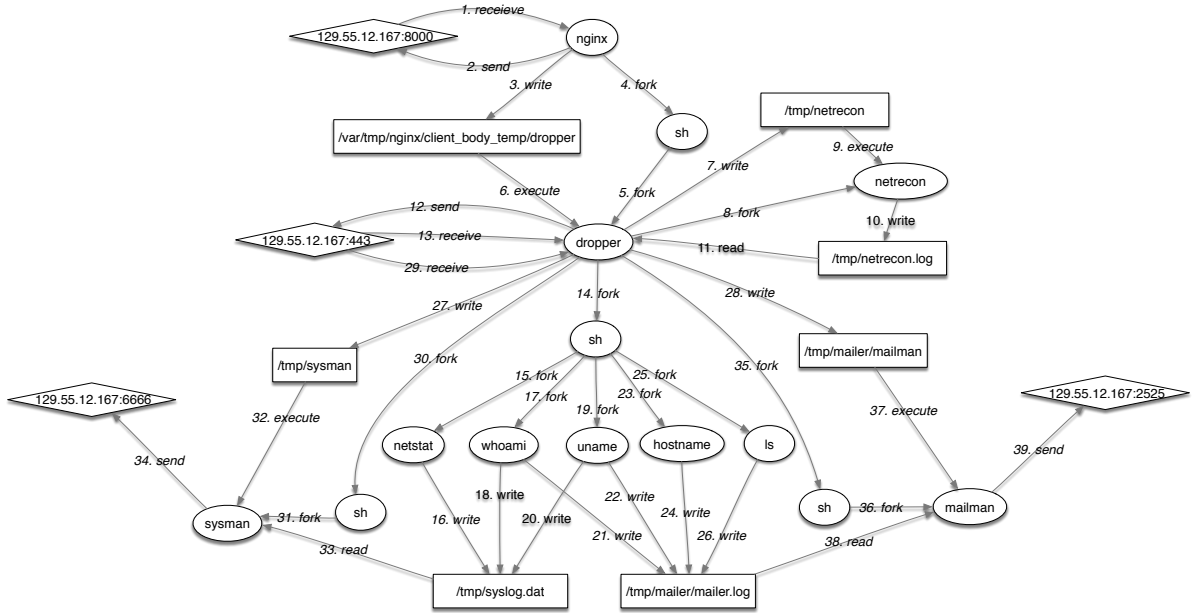 1. receieve
129.55.12.167:8000
nginx
2. send
3. write
4. fork
/tmp/netrecon
/var/tmp/nginx/client_body_temp/dropper
sh
9. execute
7. write
netrecon
6. execute
5. fork
12. send
8. fork
10. write
129.55.12.167:443
13. receive
dropper
11. read
/tmp/netrecon.log
29. receive
14. fork
28. write
27. write
sh
/tmp/mailer/mailman
30. fork
35. fork
/tmp/sysman
15. fork
25. fork
129.55.12.167:6666
17. fork
23. fork
129.55.12.167:2525
32. execute
19. fork
37. execute
netstat
whoami
uname
hostname
ls
39. send
34. send
18. write
22. write
sysman
31. fork
sh
16. write
20. write
24. write
26. write
sh
36. fork
mailman
21. write
33. read
38. read
/tmp/syslog.dat
/tmp/mailer/mailer.log